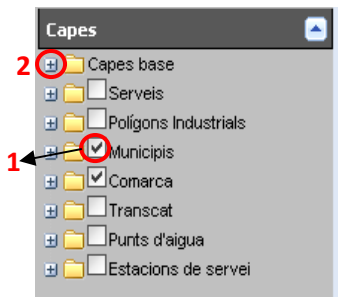 Capes
2 Capes base
Serveis
Polígons Industrials
1 Municipis
Comarca
Transcat
Punts d'aigua
Estacions de servei